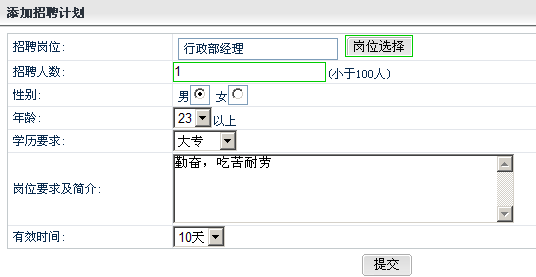 添加招聘计划
招聘岗位: 行政部经理 岗位选择
招聘人数: 1 (小于100人)
性别: 男 女
年龄: 23 以上
学历要求: 大专
岗位要求及简介: 勤奋，吃苦耐劳
有效时间: 10天
提交